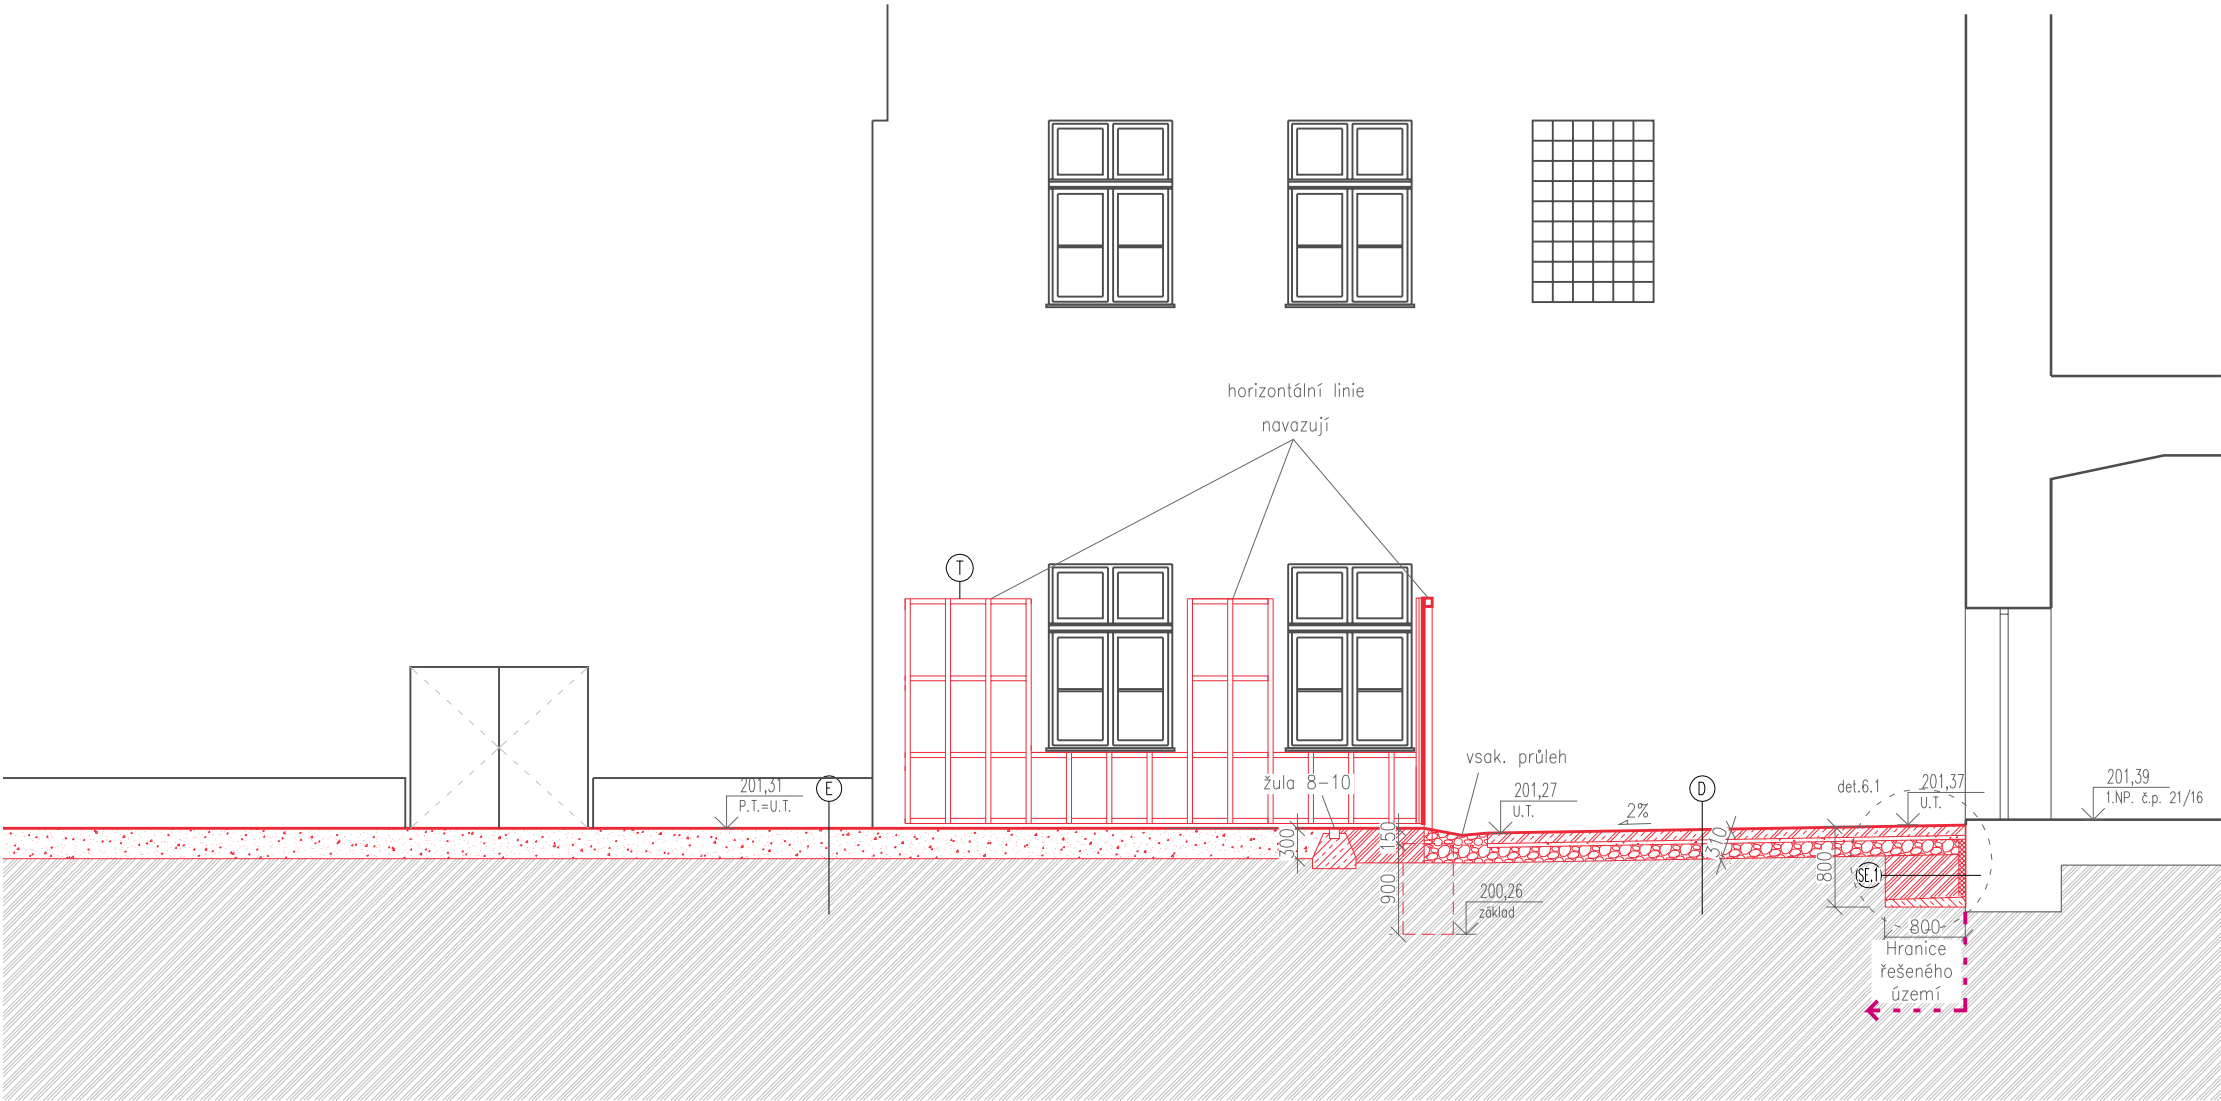 horizontální linie
navazují
T
vsak. průleh
žula 8-10
201,31
P.T.=U.T.
E
201,27
U.T.
2%
D
det.6.1
201,37
U.T.
201,39
1.NP. č.p. 21/16
300
150
310
800
SE.1
900
200,26
základ
800
Hranice
řešeného
území